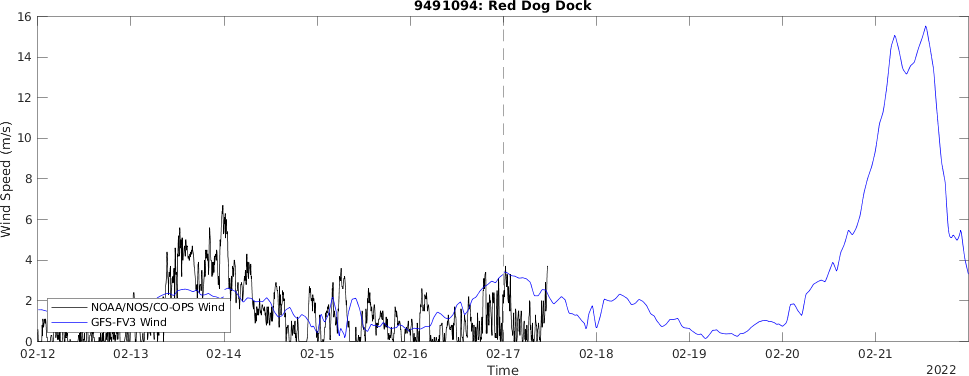 9491094: Red Dog Dock
16
14
12
10
8
6
4
2
0
Wind Speed (m/s)
NOAA/NOS/CO-OPS Wind
GFS-FV3 Wind
02-12 02-13 02-14 02-15 02-16 02-17 02-18 02-19 02-20 02-21
Time
2022